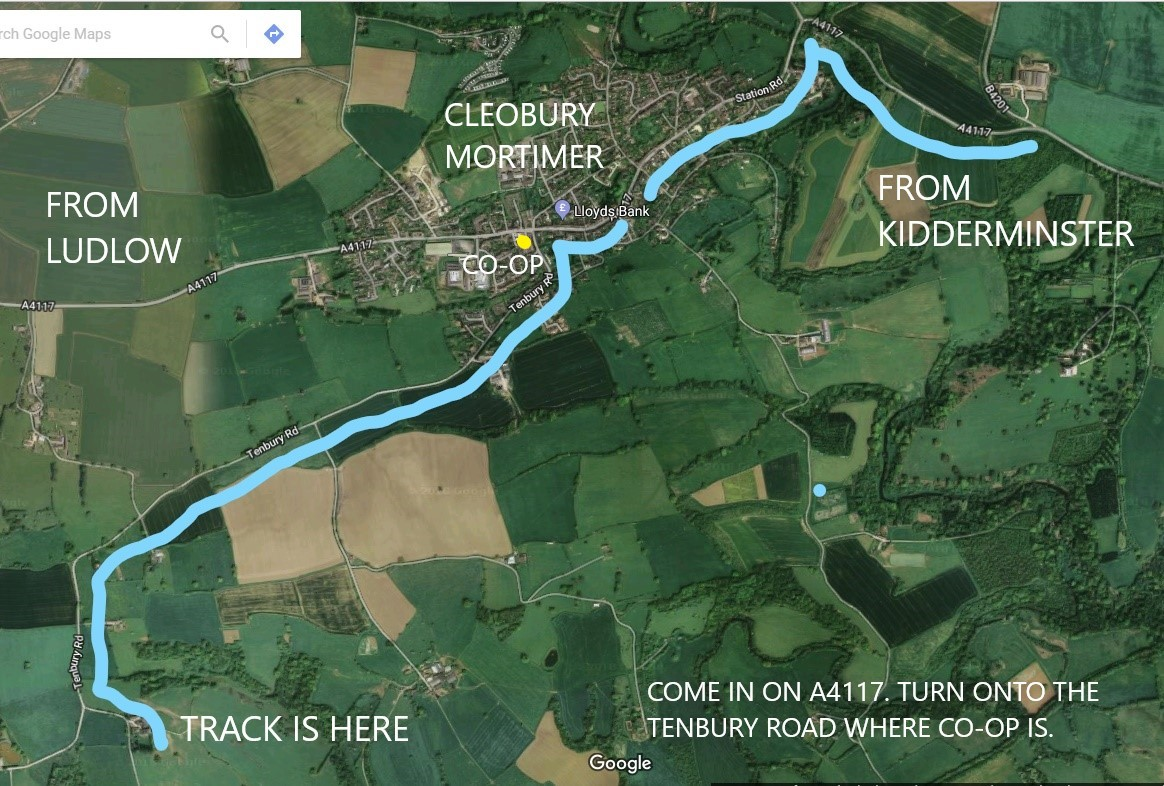 rch Google Maps
A4117
Station Rd
B4201
A4117
CLEOBURY
MORTIMER
FROM
KIDDERMINSTER
FROM
LUDLOW
Lloyds Bank
A4117
CO-OP
A4117
A4117
Tenbury Rd
Tenbury Rd
Tenbury Rd
TRACK IS HERE
COME IN ON A4117. TURN ONTO THE
TENBURY ROAD WHERE CO-OP IS.
Google